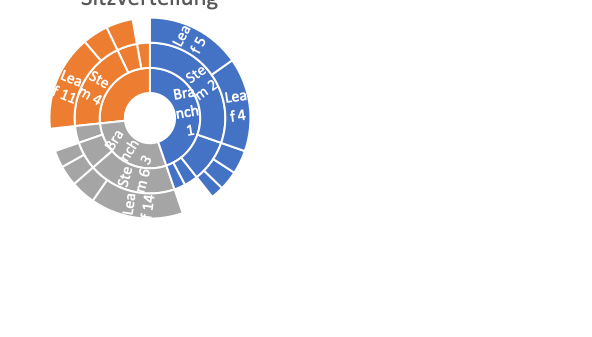 Sitzverteilung
Lea
f 5
Ste
m 2
Lea
f 4
Bra
nch
1
Lea
f 11
Ste
m 4
Bra
nch
3
Ste
m 6
Lea
f 14